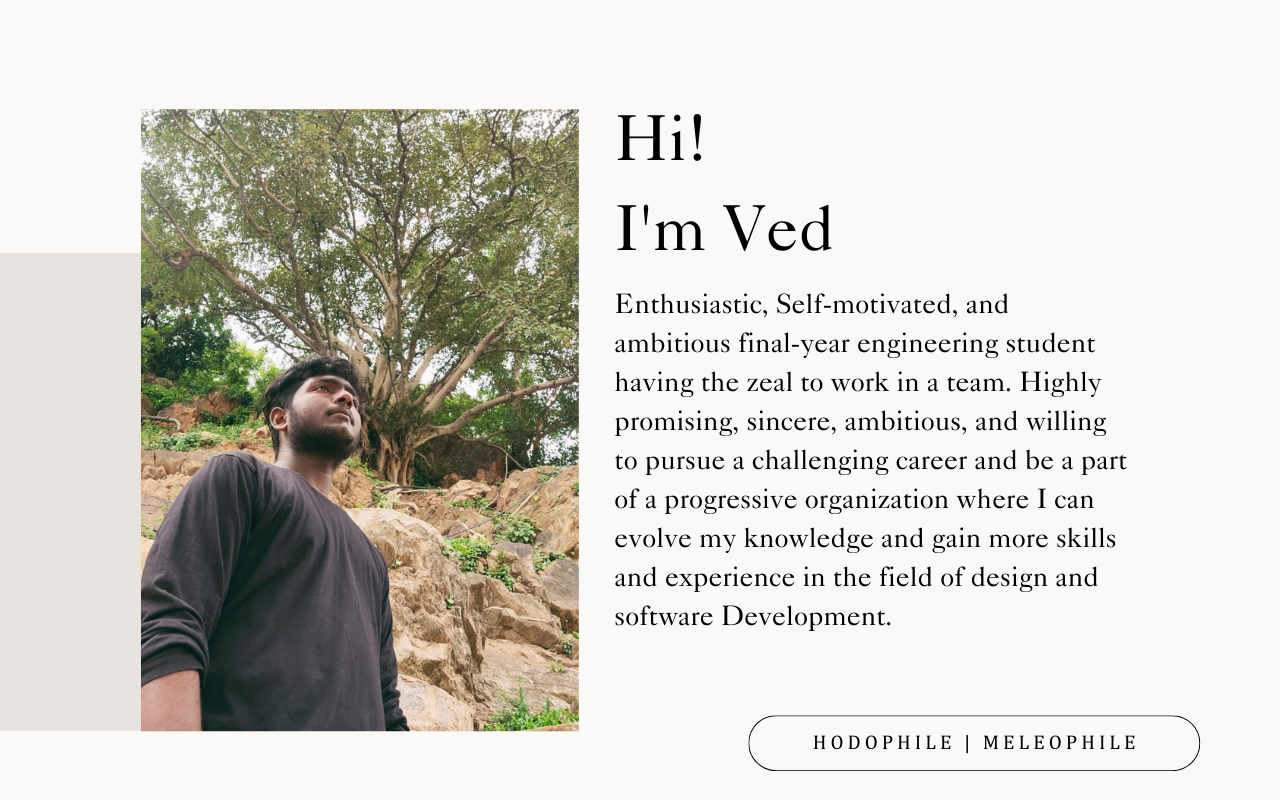 Hi!
I'm Ved
Enthusiastic, Self-motivated, and
ambitious final-year engineering student
having the zeal to work in a team. Highly
promising, sincere, ambitious, and willing
to pursue a challenging career and be a part
of a progressive organization where I can
evolve my knowledge and gain more skills
and experience in the field of design and
software Development.
HODOPHILE | MELEOPHILE